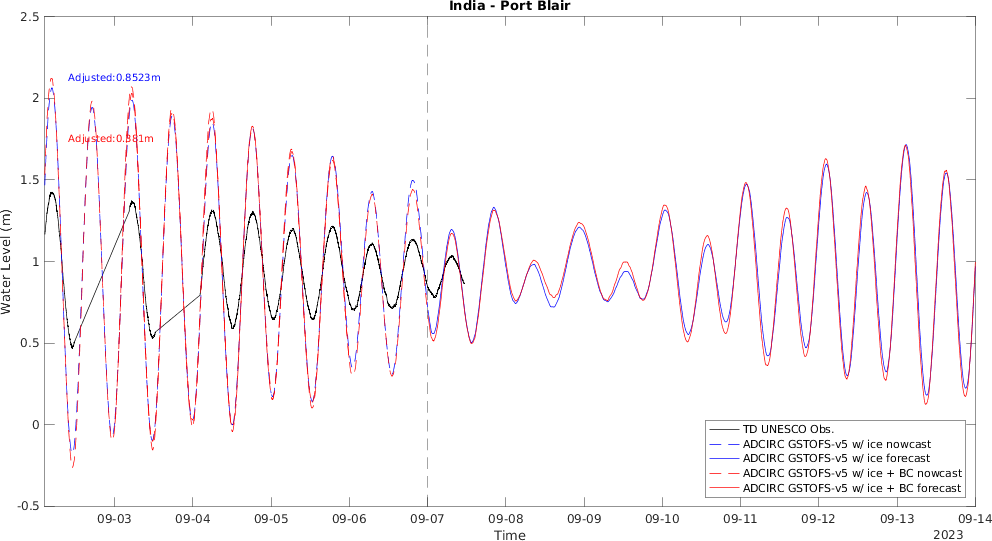 India - Port Blair
2.5
2
1.5
1
0.5
0
-0.5
Water Level (m)
Adjusted:0.8523m
Adjusted:0.881m
TD UNESCO Obs.
ADCIRC GSTOFS-v5 w/ ice nowcast
ADCIRC GSTOFS-v5 w/ ice forecast
ADCIRC GSTOFS-v5 w/ ice + BC nowcast
ADCIRC GSTOFS-v5 w/ ice + BC forecast
09-03 09-04 09-05 09-06 09-07 09-08 09-09 09-10 09-11 09-12 09-13 09-14
Time
2023